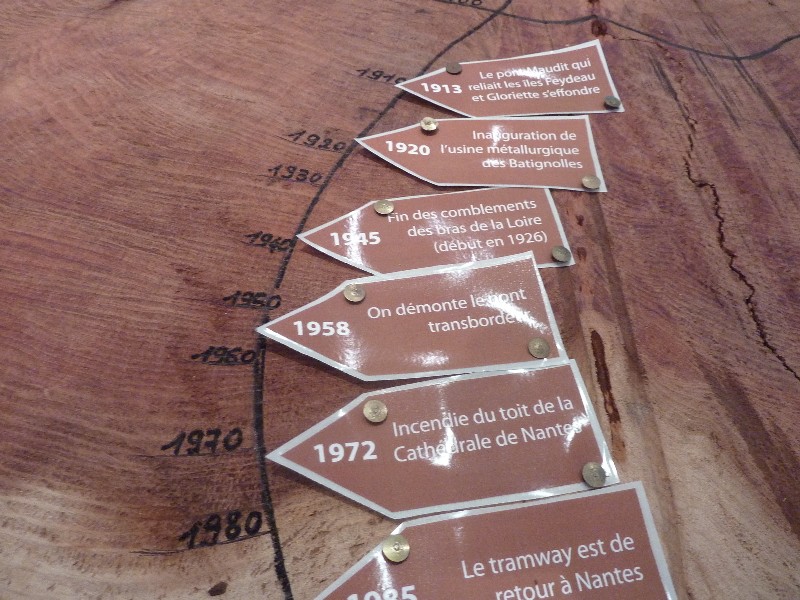 1910
1913
Le pont Maudit qui
reliait les îles Feydeau
et Gloriette s'effondre
1920
1920
Inauguration de
l'usine métallurgique
des Batignolles
1930
1940
1945
Fin des comblements
des bras de la Loire
(début en 1926)
1950
1958
On démonte le pont
transbordeur
1960
1970
1972
Incendie du toit de la
Cathédrale de Nantes
1980
1985
Le tramway est de
retour à Nantes